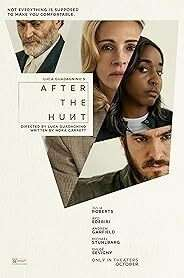 NOT EVERYTHING IS SUPPOSED
TO MAKE YOU COMFORTABLE.
LUCA GUADAGNINO'S
AFTER
THE
HUNT
DIRECTED BY LUCA GUADAGNINO
WRITTEN BY NORA GARRETT
JULIA
ROBERTS
AYO
EDEBIRI
ANDREW
GARFIELD
MICHAEL
STUHLBARG
CHLOË
SEVIGNY
ONLY IN THEATERS
OCTOBER